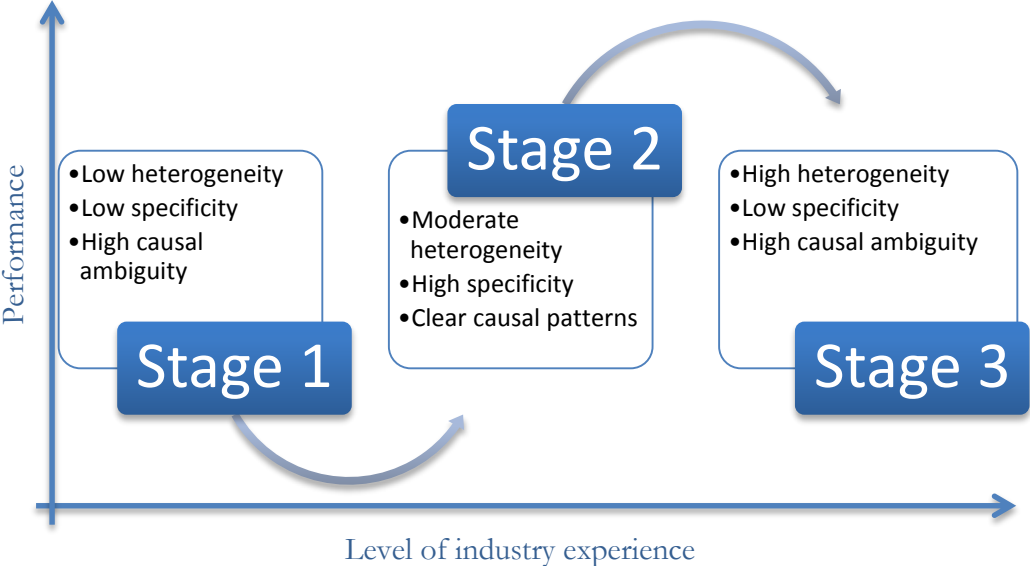 Performance
•Low heterogeneity
•Low specificity
•High causal
ambiguity
Stage 1
Stage 2
•Moderate
heterogeneity
•High specificity
•Clear causal patterns
•High heterogeneity
•Low specificity
•High causal ambiguity
Stage 3
Level of industry experience